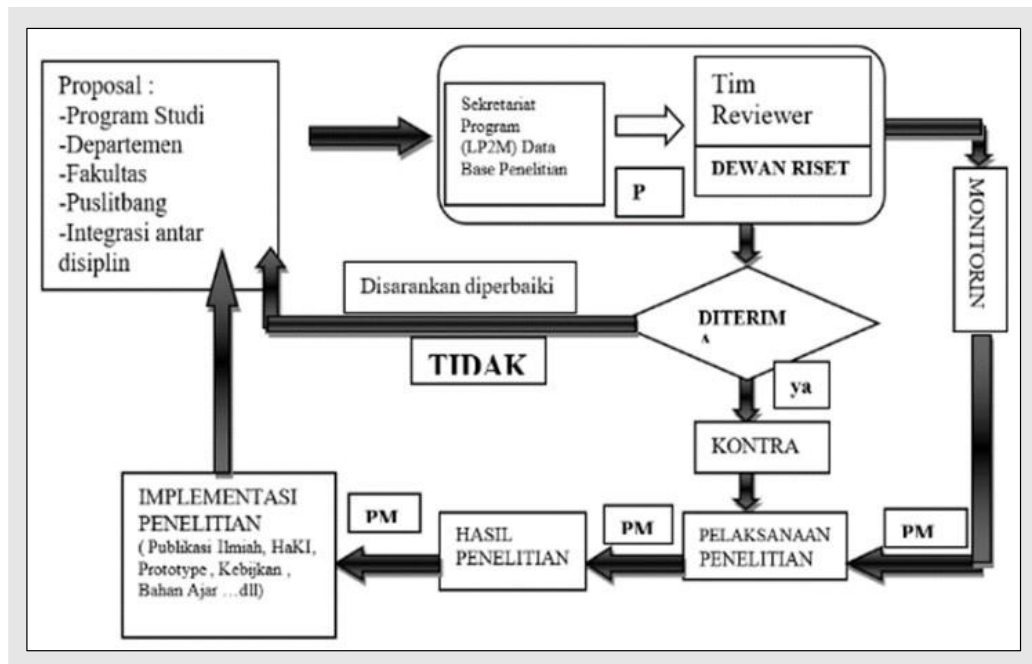 Proposal :
-Program Studi
-Departemen
-Fakultas
-Puslitbang
-Integrasi antar
disiplin
Sekretariat
Program
(LP2M) Data
Base Penelitian
P
Tim
Reviewer
DEWAN RISET
MONITORIN
Disarankan diperbaiki
TIDAK
DITERIM
A
ya
KONTRA
PM
PELAKSANAAN
PENELITIAN
PM
HASIL
PENELITIAN
PM
IMPLEMENTASI
PENELITIAN
( Publikasi Ilmiah, HaKI,
Prototype , Kebijkan ,
Bahan Ajar ...dll)